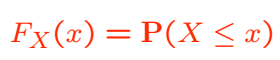 F_X(x) = P(X ≤ x)